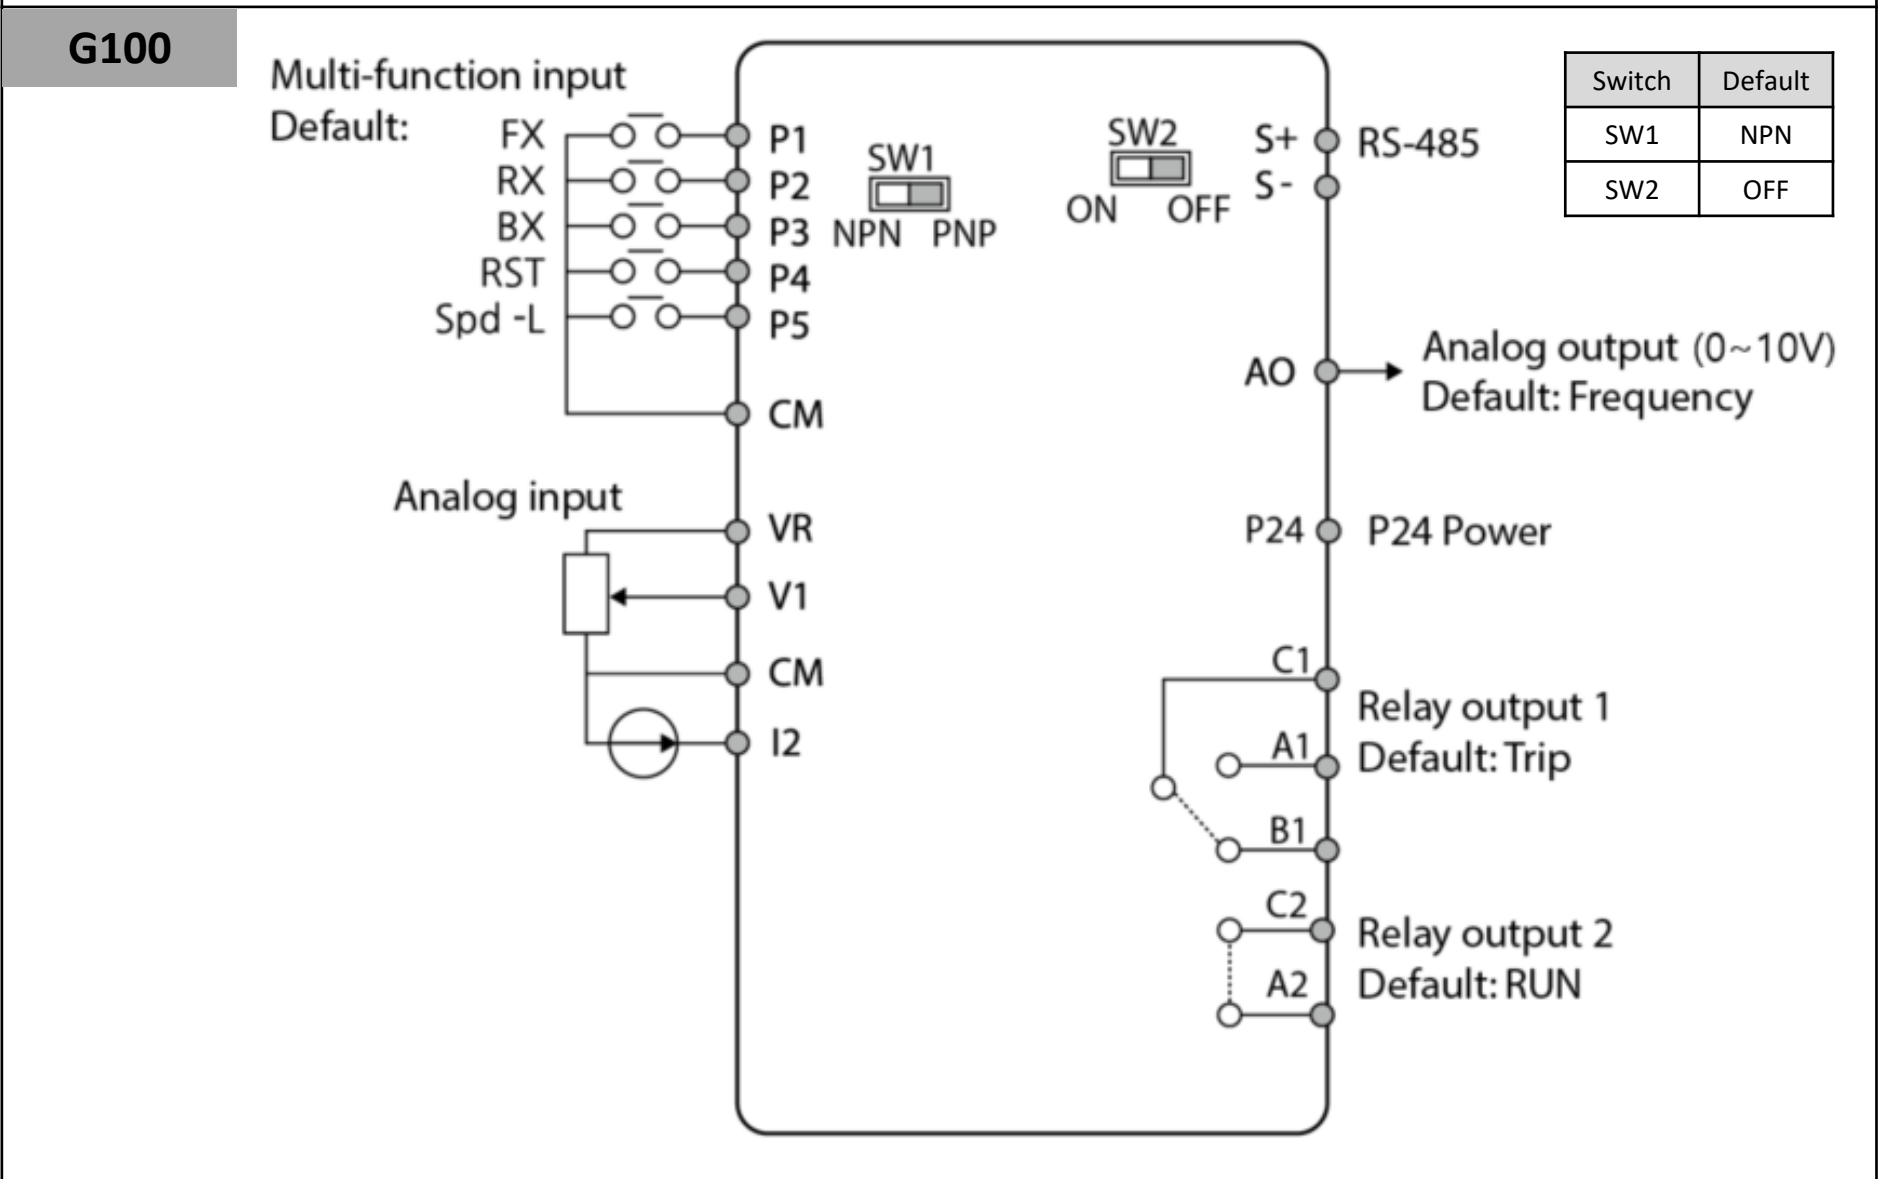 G100
Multi-function input
Default:
FX
RX
BX
RST
Spd -L
P1
P2
P3
P4
P5
CM
SW1
NPN PNP
SW2
ON OFF
S+
S-
RS-485
Switch Default
SW1 NPN
SW2 OFF
AO
Analog output (0~10V)
Default: Frequency
Analog input
VR
V1
CM
I2
P24
P24 Power
C1
A1
B1
Relay output 1
Default: Trip
C2
A2
Relay output 2
Default: RUN